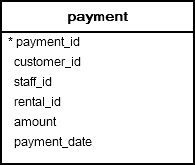 payment
* payment_id
customer_id
staff_id
rental_id
amount
payment_date